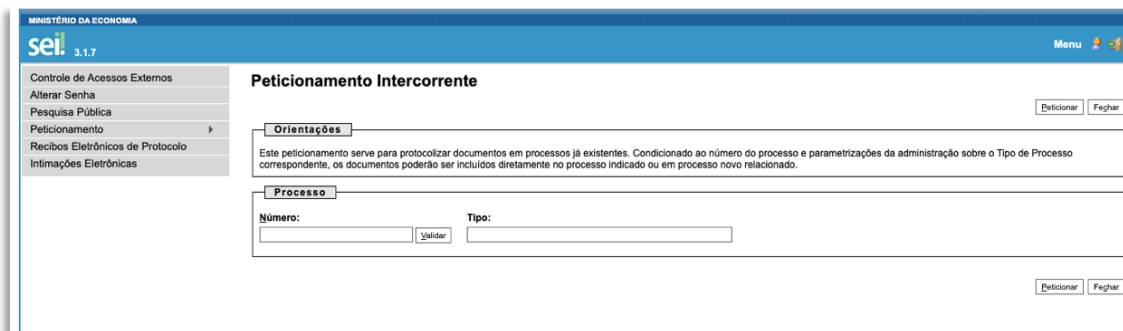 MINISTÉRIO DA ECONOMIA
sei! 3.1.7
Menu
Controle de Acessos Externos
Alterar Senha
Pesquisa Pública
Peticionamento
Recibos Eletrônicos de Protocolo
Intimações Eletrônicas
Peticionamento Intercorrente
Peticionar Fechar
Orientações
Este peticionamento serve para protocolizar documentos em processos já existentes. Condicionado ao número do processo e parametrizações da administração sobre o Tipo de Processo
correspondente, os documentos poderão ser incluídos diretamente no processo indicado ou em processo novo relacionado.
Processo
Número: Tipo:
Validar
Peticionar Fechar